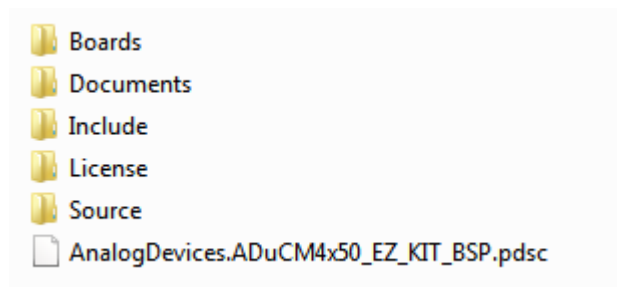 Boards
Documents
Include
License
Source
AnalogDevices.ADuCM4x50_EZ_KIT_BSP.pdsc